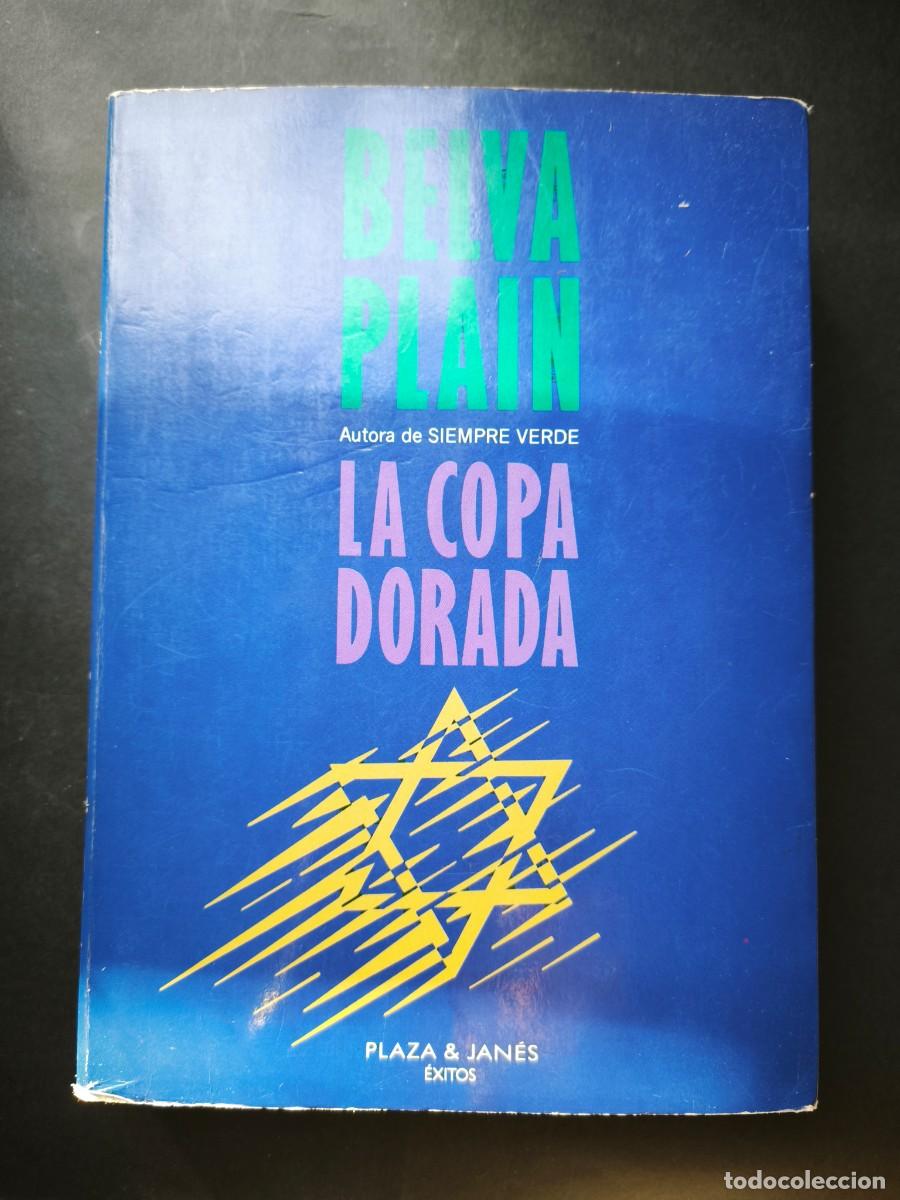 BELVA
PLAIN
Autora de SIEMPRE VERDE
LA COPA
DORADA
PLAZA & JANÉS
ÉXITOS
todocoleccion